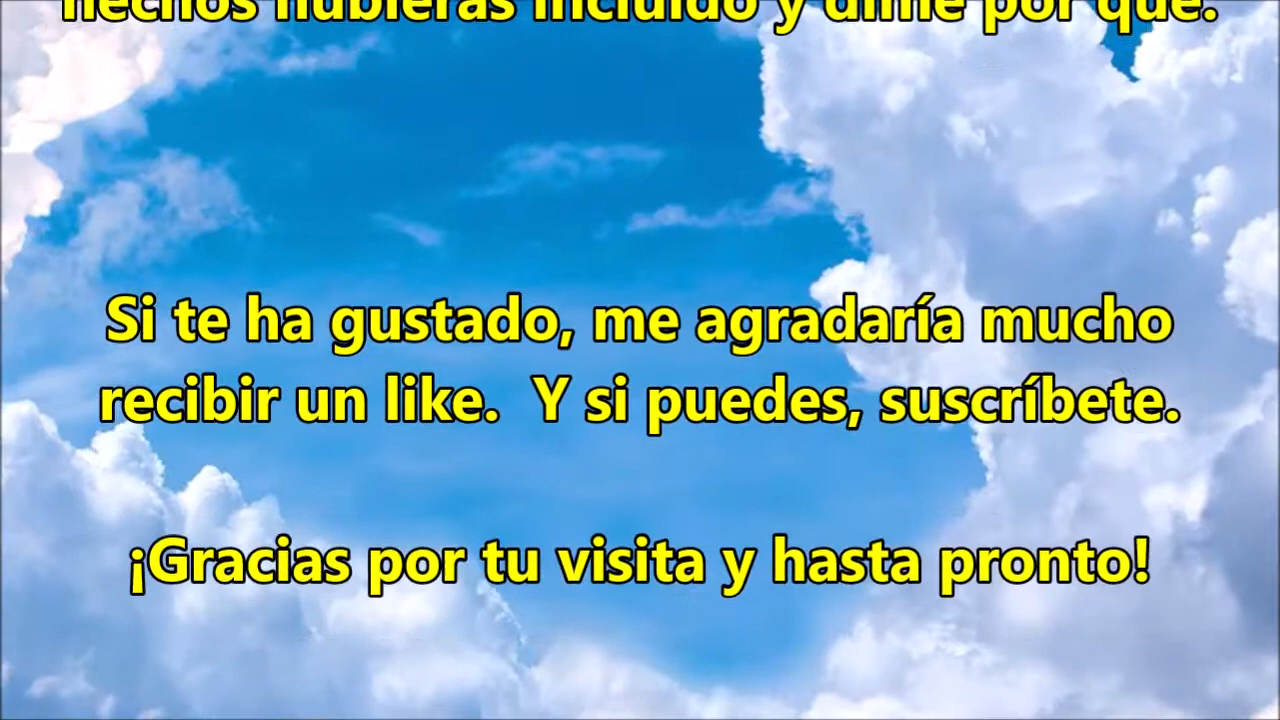 hechos hubieras incluido y dime por qué.
Si te ha gustado, me agradaría mucho
recibir un like.  Y si puedes, suscríbete.
¡Gracias por tu visita y hasta pronto!